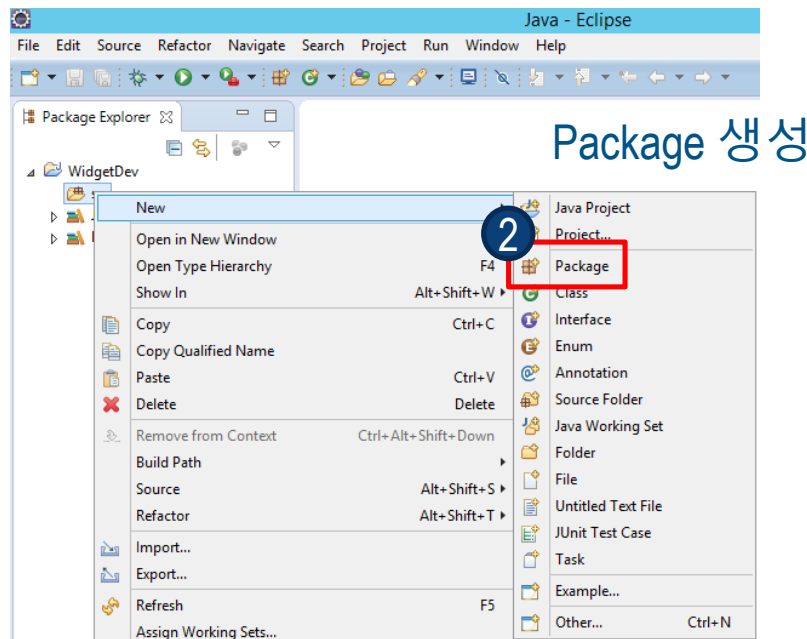 Java - Eclipse
File Edit Source Refactor Navigate Search Project Run Window Help
Package Explorer
Package 생성
WidgetDev
New
Open in New Window
Open Type Hierarchy F4
Show In Alt+Shift+W
Copy Ctrl+C
Copy Qualified Name
Paste Ctrl+V
Delete Delete
Remove from Context Ctrl+Alt+Shift+Down
Build Path
Source Alt+Shift+S
Refactor Alt+Shift+T
Import...
Export...
Refresh F5
Assign Working Sets...
2
Java Project
Project...
Package
Class
Interface
Enum
Annotation
Source Folder
Java Working Set
Folder
File
Untitled Text File
JUnit Test Case
Task
Example...
Other... Ctrl+N